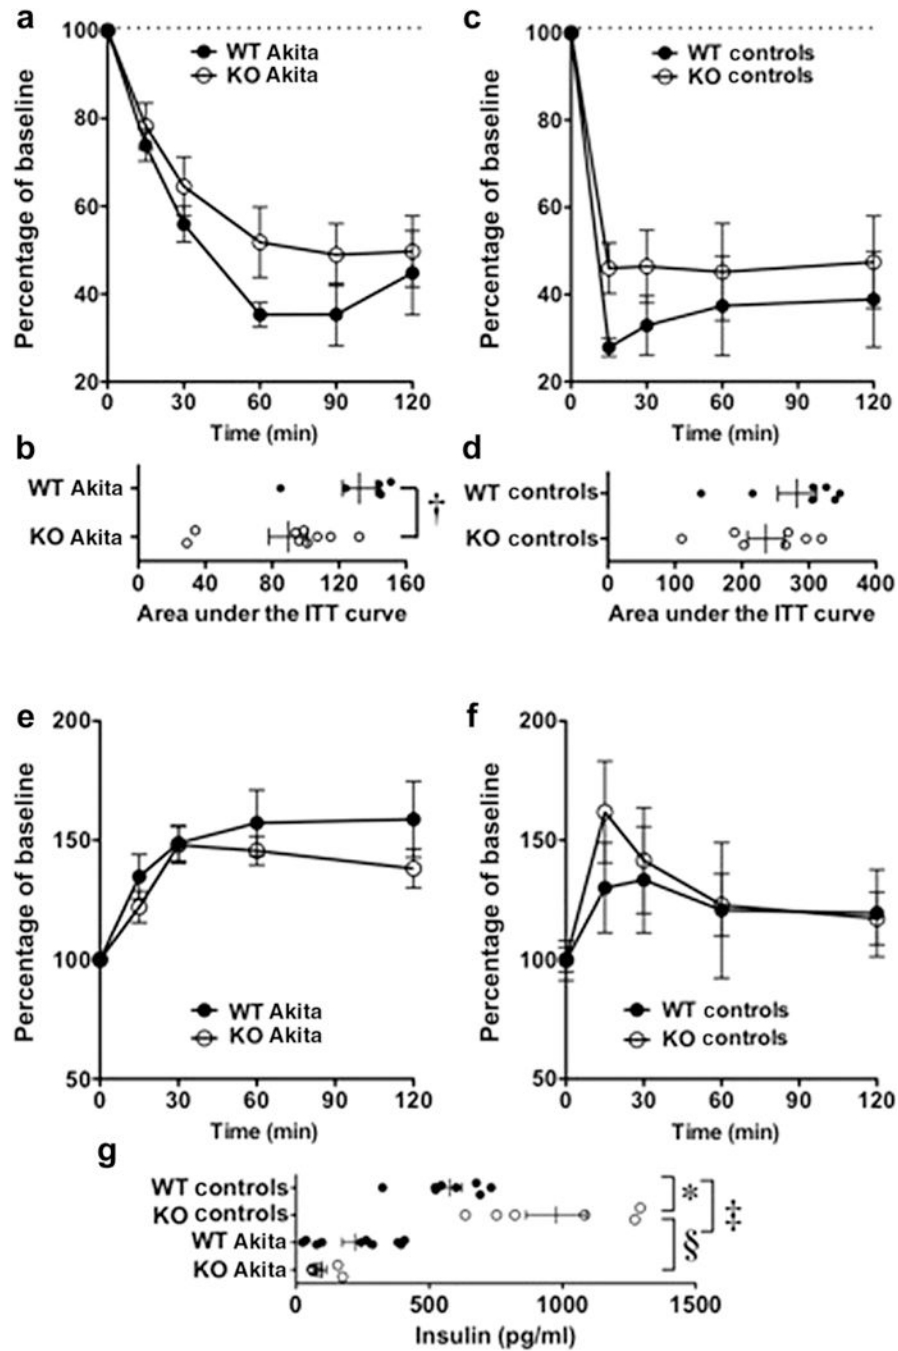 a
100
80
60
40
20
Percentage of baseline
WT Akita
KO Akita
0 30 60 90 120
Time (min)
c
100
80
60
40
20
Percentage of baseline
WT controls
KO controls
0 30 60 90 120
Time (min)
b
WT Akita
KO Akita
†
0 40 80 120 160
Area under the ITT curve
d
WT controls
KO controls
0 100 200 300 400
Area under the ITT curve
e
200
150
100
50
Percentage of baseline
WT Akita
KO Akita
0 30 60 90 120
Time (min)
f
200
150
100
50
Percentage of baseline
WT controls
KO controls
0 30 60 90 120
Time (min)
g
WT controls
KO controls
WT Akita
KO Akita
* ‡
§
0 500 1000 1500
Insulin (pg/ml)